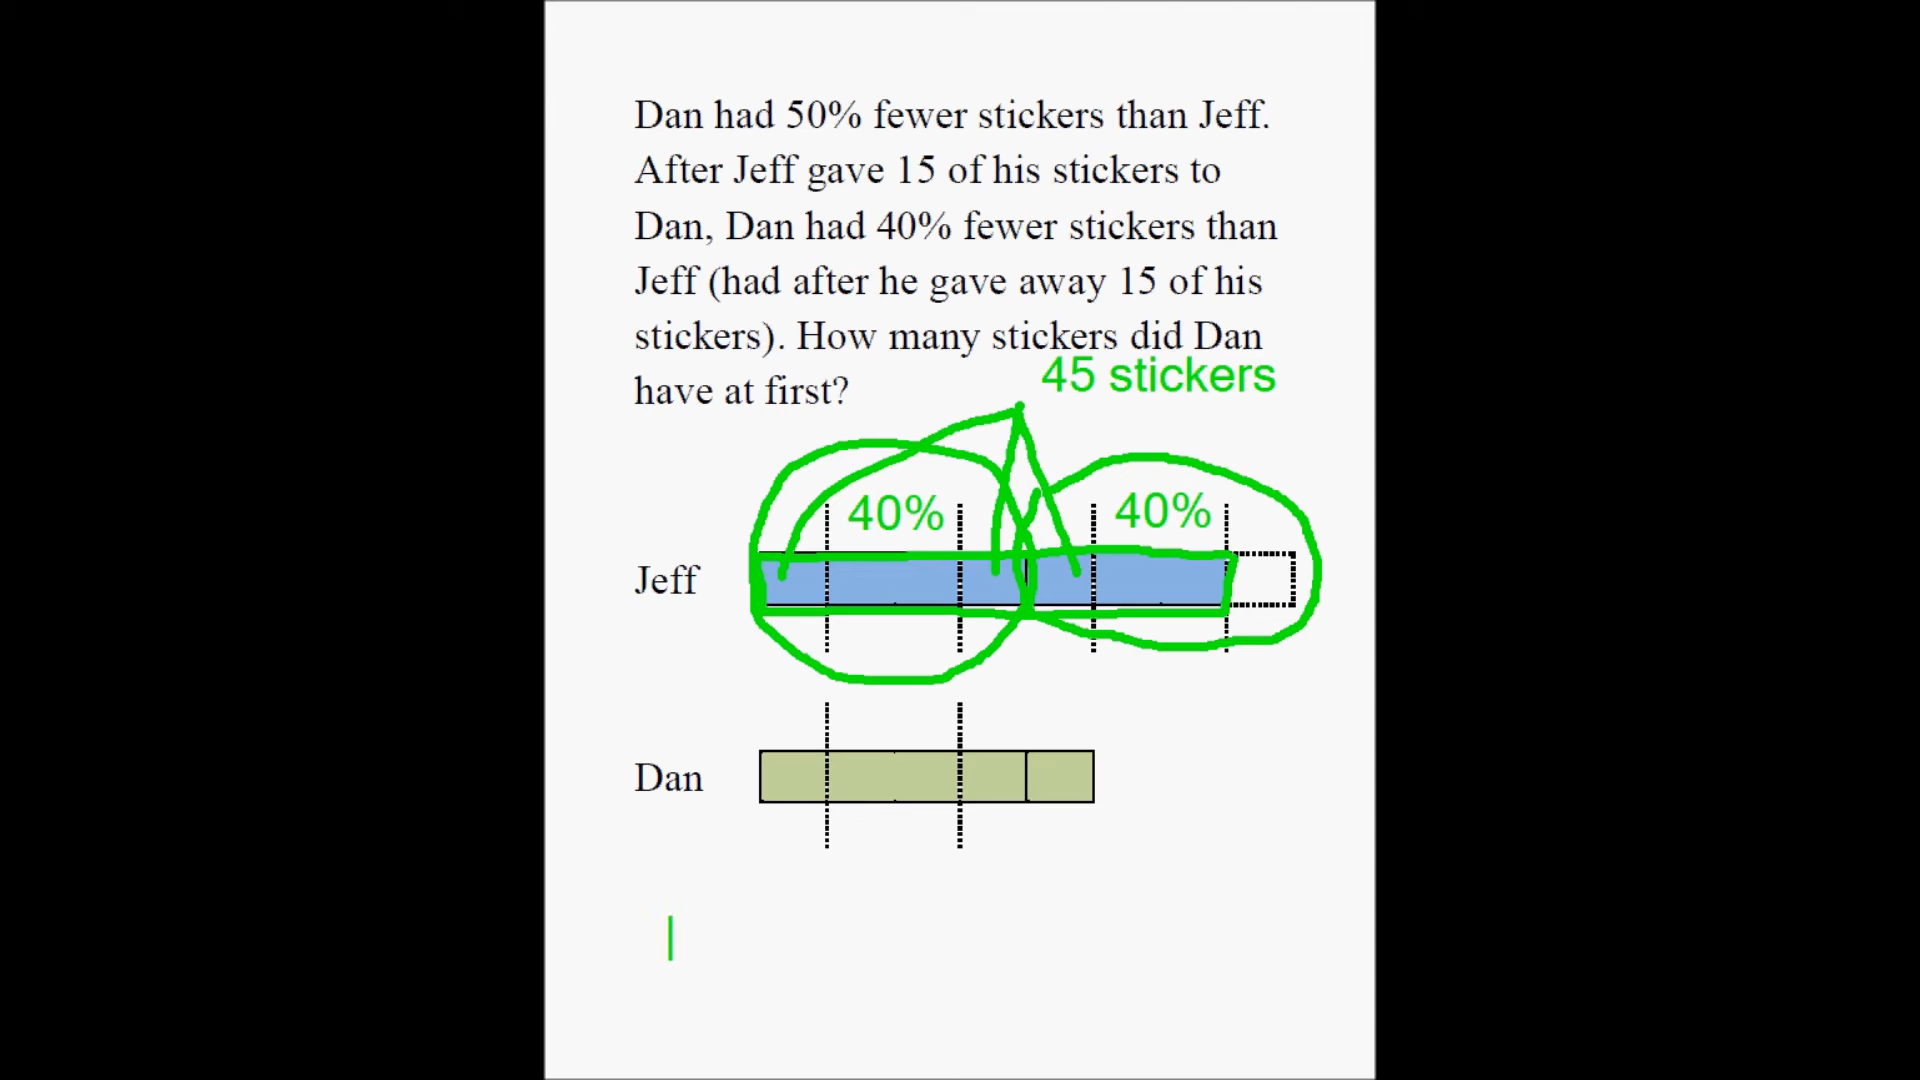 Dan had 50% fewer stickers than Jeff.
After Jeff gave 15 of his stickers to
Dan, Dan had 40% fewer stickers than
Jeff (had after he gave away 15 of his
stickers). How many stickers did Dan
have at first?
45 stickers
40% 40%
Jeff
Dan